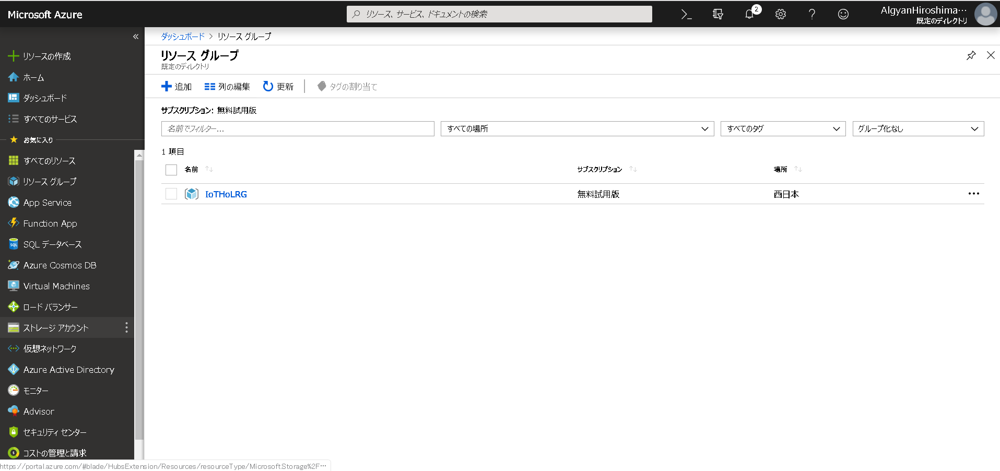 Microsoft Azure
リソース、サービス、ドキュメントの検索
2
AlgyanHiroshima…
既定のディレクトリ
«
リソースの作成
ホーム
ダッシュボード
すべてのサービス
お気に入り
すべてのリソース
リソース グループ
App Service
Function App
SQL データベース
Azure Cosmos DB
Virtual Machines
ロード バランサー
ストレージ アカウント
仮想ネットワーク
Azure Active Directory
モニター
Advisor
セキュリティ センター
コストの管理と請求
ダッシュボード > リソース グループ
リソース グループ
既定のディレクトリ
追加 列の編集 更新 タグの割り当て
サブスクリプション: 無料試用版
名前でフィルター... すべての場所 すべてのタグ グループ化なし
1 項目
名前 サブスクリプション 場所
IoTHoLRG 無料試用版 西日本
https://portal.azure.com/#blade/HubsExtension/Resources/resourceType/Microsoft.Storage%2F…